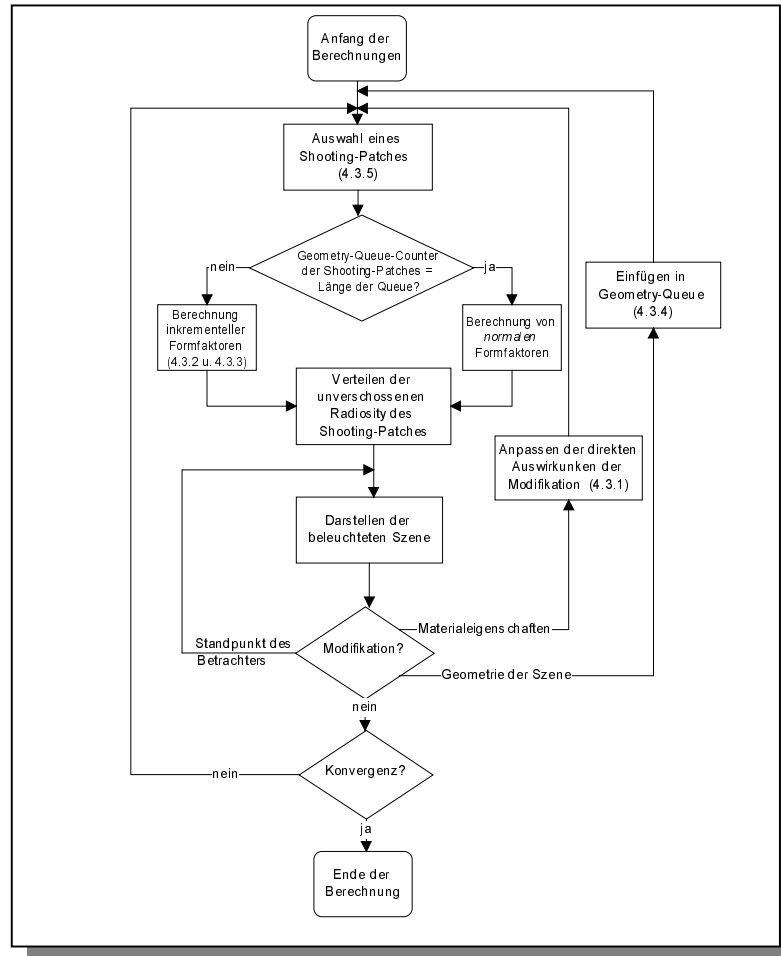 Anfang der
Berechnungen
Auswahl eines
Shooting-Patches
(4.3.5)
Geometry-Queue-Counter
der Shooting-Patches =
Länge der Queue?
nein
ja
Berechnung
inkrementeller
Formfaktoren
(4.3.2 u. 4.3.3)
Berechnung von
normalen
Formfaktoren
Einfügen in
Geometry-Queue
(4.3.4)
Verteilen der
unverschossenen
Radiosity des
Shooting-Patches
Anpassen der direkten
Auswirkunken der
Modifikation (4.3.1)
Darstellen der
beleuchteten Szene
Modifikation?
Materialeigenschaften
Standpunkt des
Betrachters
Geometrie der Szene
nein
Konvergenz?
nein
ja
Ende der
Berechnung